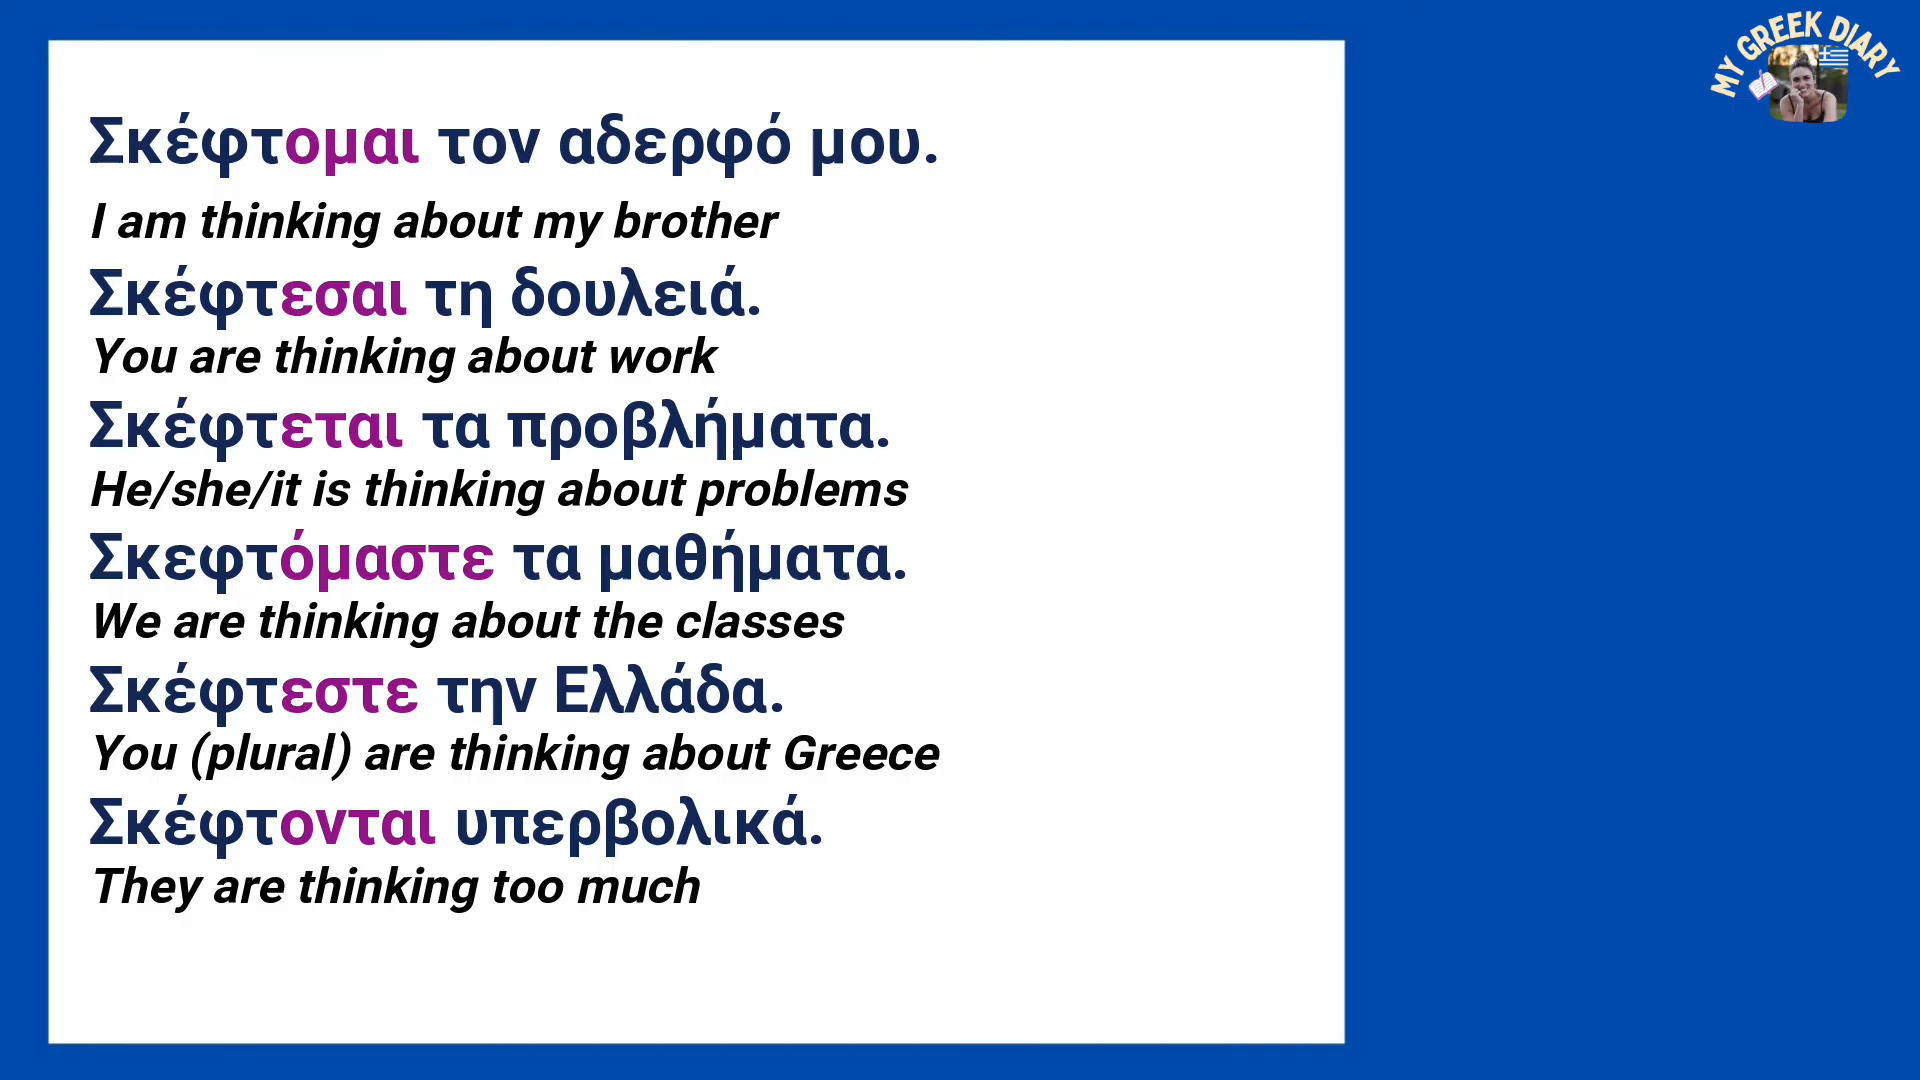 MY GREEK DIARY
Σκέφτομαι τον αδερφό μου.
I am thinking about my brother
Σκέφτεσαι τη δουλειά.
You are thinking about work
Σκέφτεται τα προβλήματα.
He/she/it is thinking about problems
Σκεφτόμαστε τα μαθήματα.
We are thinking about the classes
Σκέφτεστε την Ελλάδα.
You (plural) are thinking about Greece
Σκέφτονται υπερβολικά.
They are thinking too much